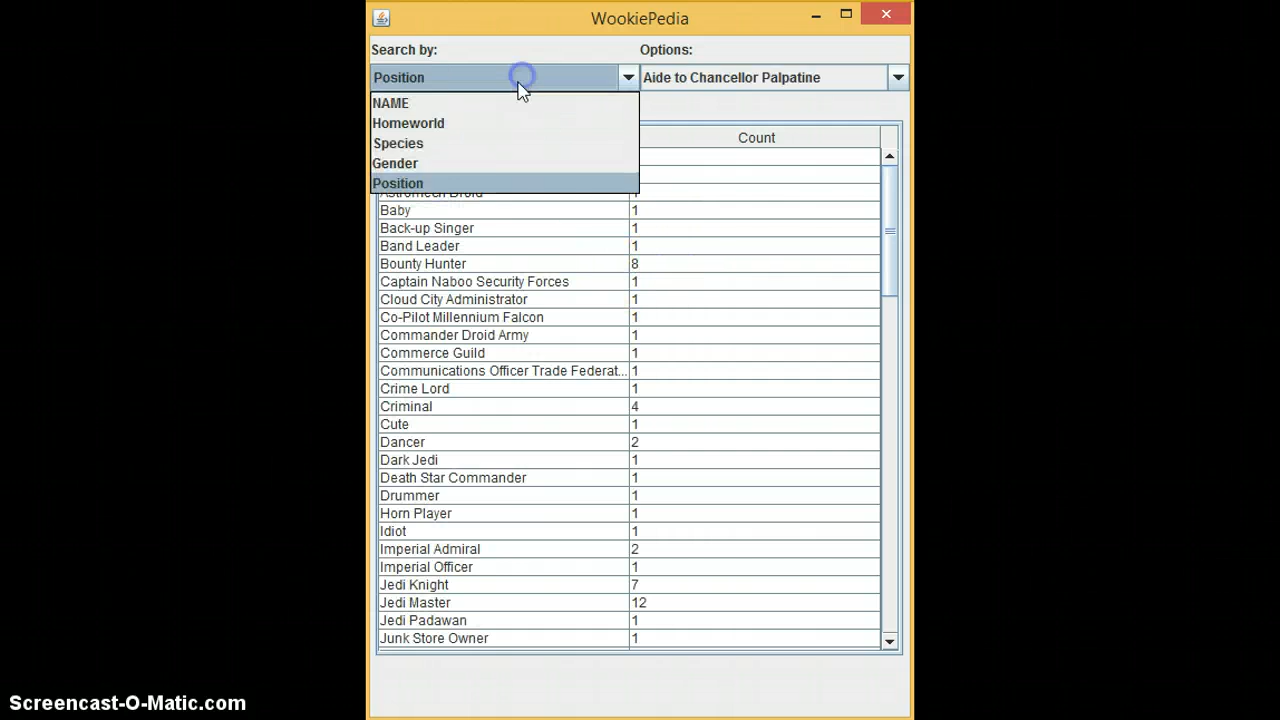 WookiePedia
Search by: Options:
Position Aide to Chancellor Palpatine
NAME
Homeworld
Species
Gender
Position
Count
Baby 1
Back-up Singer 1
Band Leader 1
Bounty Hunter 8
Captain Naboo Security Forces 1
Cloud City Administrator 1
Co-Pilot Millennium Falcon 1
Commander Droid Army 1
Commerce Guild 1
Communications Officer Trade Federat... 1
Crime Lord 1
Criminal 4
Cute 1
Dancer 2
Dark Jedi 1
Death Star Commander 1
Drummer 1
Horn Player 1
Idiot 1
Imperial Admiral 2
Imperial Officer 1
Jedi Knight 7
Jedi Master 12
Jedi Padawan 1
Junk Store Owner 1
Screencast-O-Matic.com